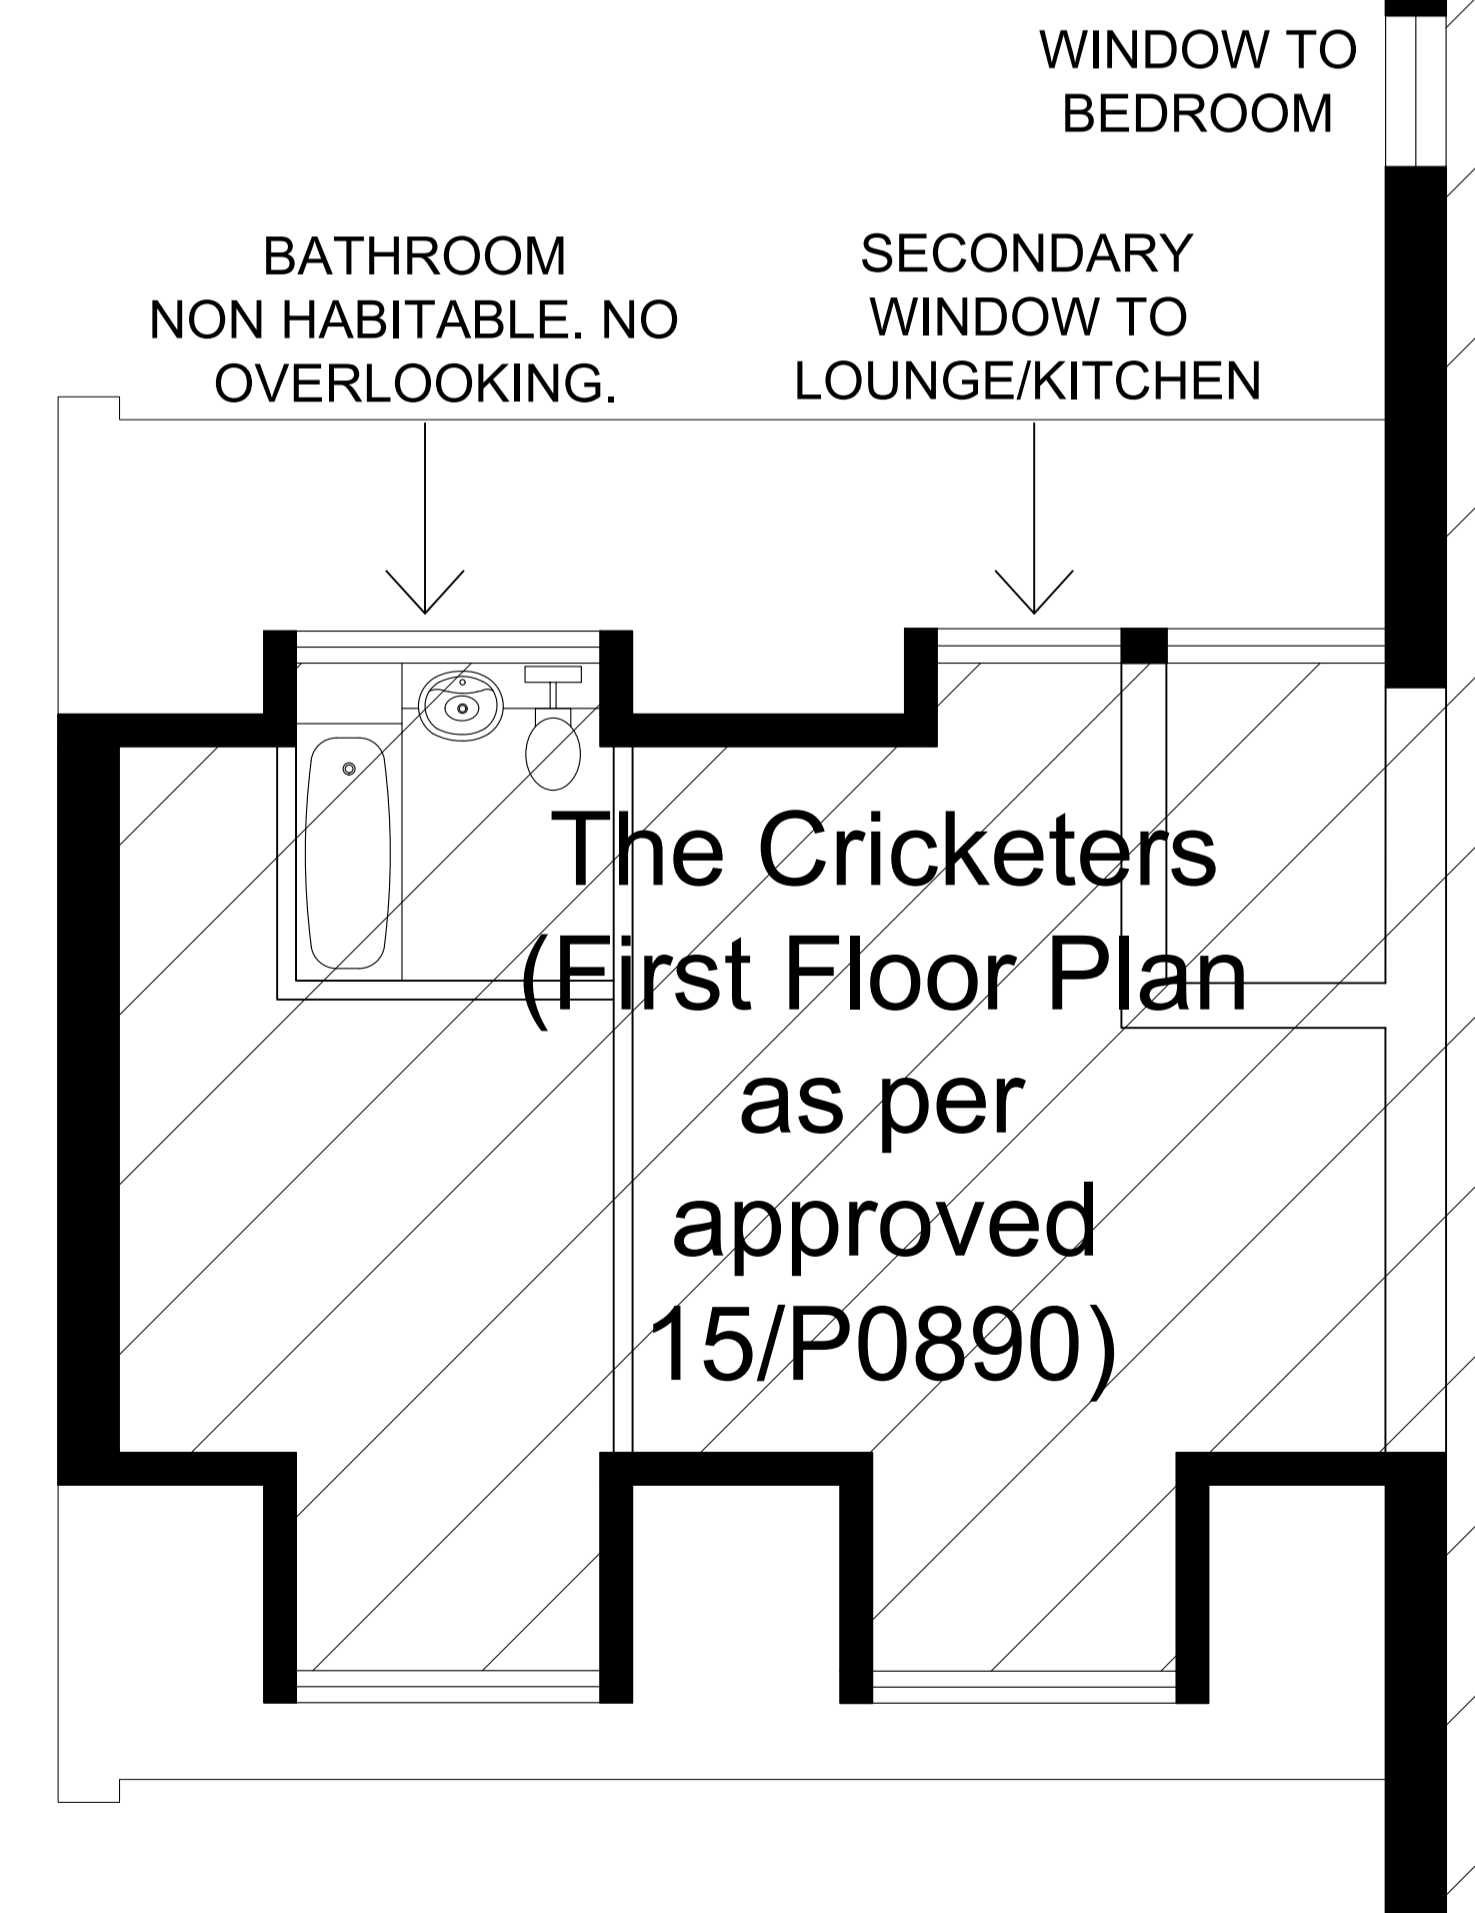 WINDOW TO
BEDROOM
BATHROOM
NON HABITABLE. NO
OVERLOOKING.
SECONDARY
WINDOW TO
LOUNGE/KITCHEN
The Cricketers
(First Floor Plan
as per
approved
15/P0890)